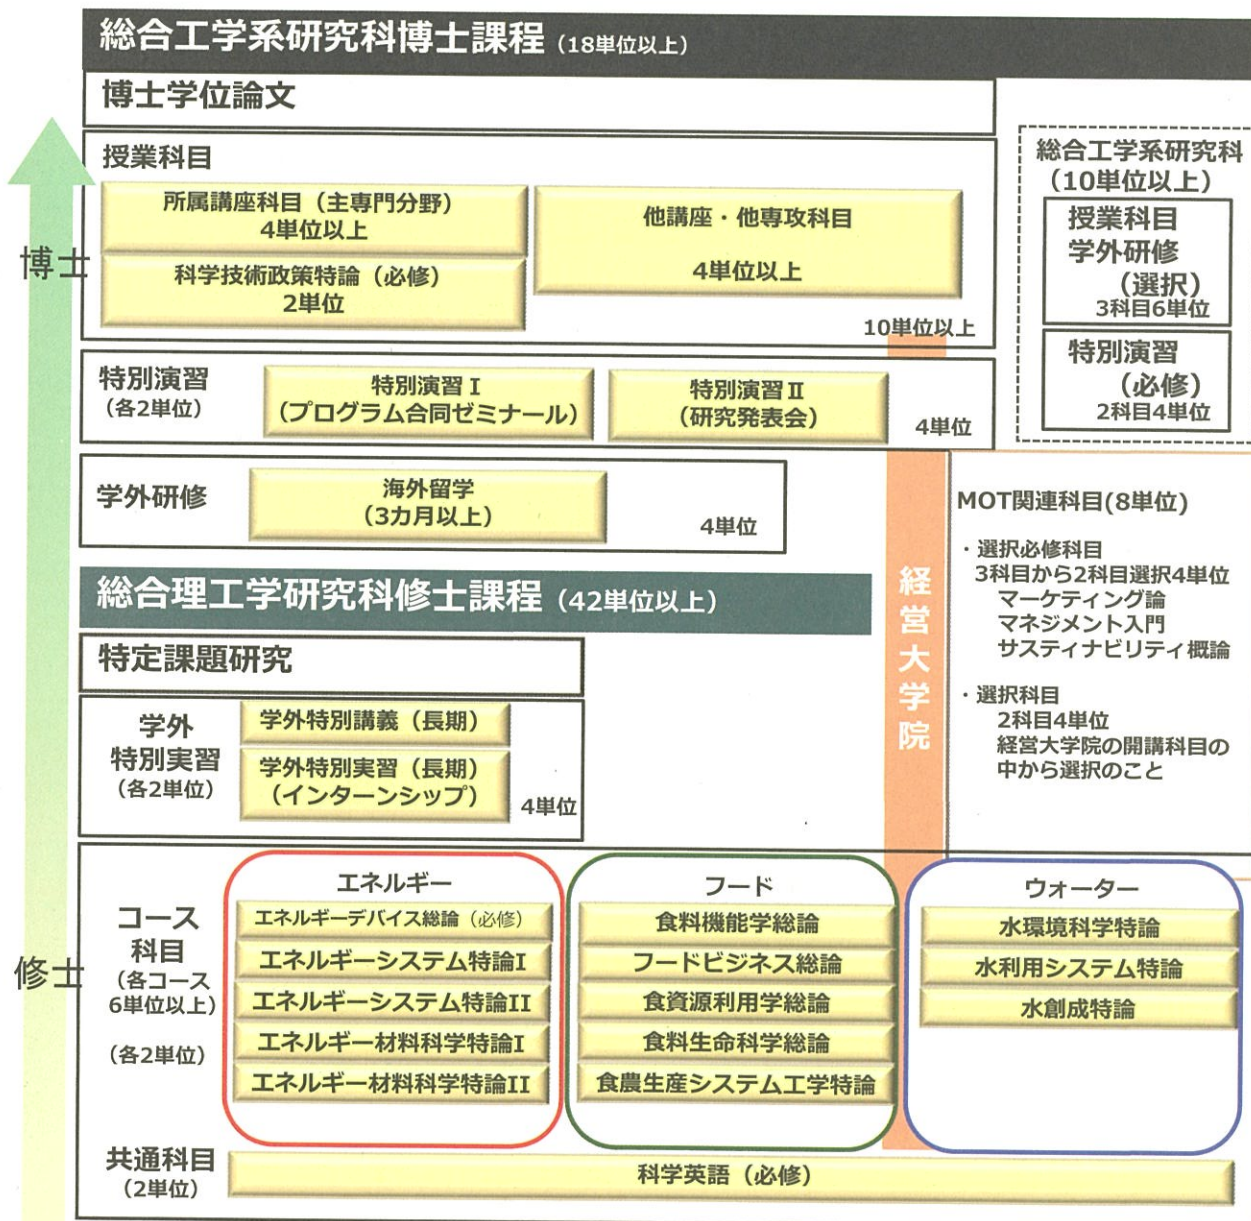 総合工学系研究科博士課程（18単位以上）
博士学位論文
授業科目
所属講座科目（主専門分野）
4単位以上
科学技術政策特論（必修）
2単位
他講座・他専攻科目
4単位以上
10単位以上
博士
特別演習
（各2単位）
特別演習Ⅰ
（プログラム合同ゼミナール）
特別演習Ⅱ
（研究発表会）
4単位
学外研修
海外留学
（3カ月以上）
4単位
総合工学系研究科
（10単位以上）
授業科目
学外研修
（選択）
3科目6単位
特別演習
（必修）
2科目4単位
総合理工学研究科修士課程（42単位以上）
特定課題研究
学外
特別実習
（各2単位）
学外特別講義（長期）
学外特別実習（長期）
（インターンシップ）
4単位
経営大学院
MOT関連科目(8単位)
・選択必修科目
3科目から2科目選択4単位
マーケティング論
マネジメント入門
サスティナビリティ概論
・選択科目
2科目4単位
経営大学院の開講科目の
中から選択のこと
修士
コース
科目
（各コース
6単位以上）
（各2単位）
エネルギー
エネルギーデバイス総論（必修）
エネルギーシステム特論I
エネルギーシステム特論II
エネルギー材料科学特論I
エネルギー材料科学特論II
フード
食料機能学総論
フードビジネス総論
食資源利用学総論
食料生命科学総論
食農生産システム工学特論
ウォーター
水環境科学特論
水利用システム特論
水創成特論
共通科目
（2単位）
科学英語（必修）